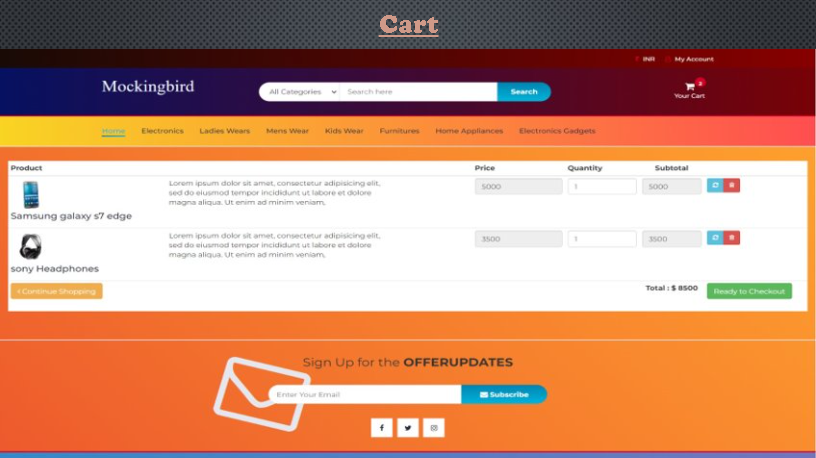 Cart
INR My Account
Mockingbird
All Categories Search here Search
Your Cart
Home Electronics Ladies Wears Mens Wear Kids Wear Furnitures Home Appliances Electronics Gadgets
Product Price Quantity Subtotal
Lorem ipsum dolor sit amet, consectetur adipisicing elit,
sed do eiusmod tempor incididunt ut labore et dolore
magna aliqua. Ut enim ad minim veniam,
5000 1 5000
Samsung galaxy s7 edge
Lorem ipsum dolor sit amet, consectetur adipisicing elit,
sed do eiusmod tempor incididunt ut labore et dolore
magna aliqua. Ut enim ad minim veniam,
3500 1 3500
sony Headphones
Continue Shopping Total : $ 8500 Ready to Checkout
Sign Up for the OFFERUPDATES
Enter Your Email Subscribe